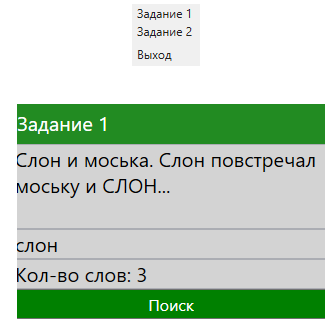 Задание 1
Задание 2
Выход
Задание 1
Слон и моська. Слон повстречал
моську и СЛОН...
слон
Кол-во слов: 3
Поиск